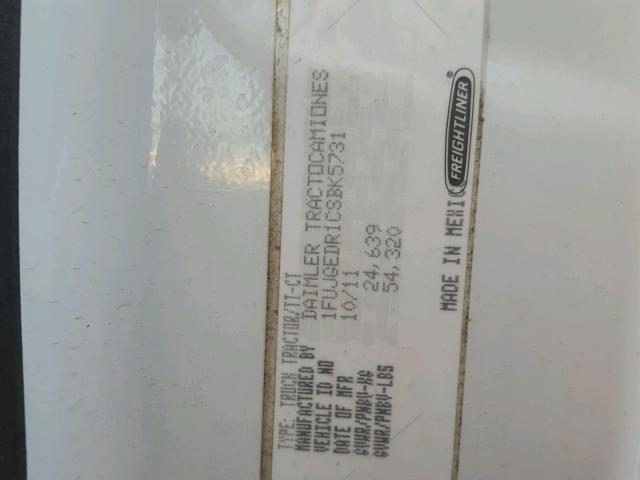 TYPE: TRUCK TRACTOR/TT-CT
MANUFACTURED BY DAIMLER TRACTOCAMIONES
VEHICLE ID NO 1FUJGEDR1CSBK5731
DATE OF MFR 10/11
GVWR/PNBV-KG 24,639
GVWR/PNBV-LBS 54,320
MADE IN MEXIC
FREIGHTLINER®